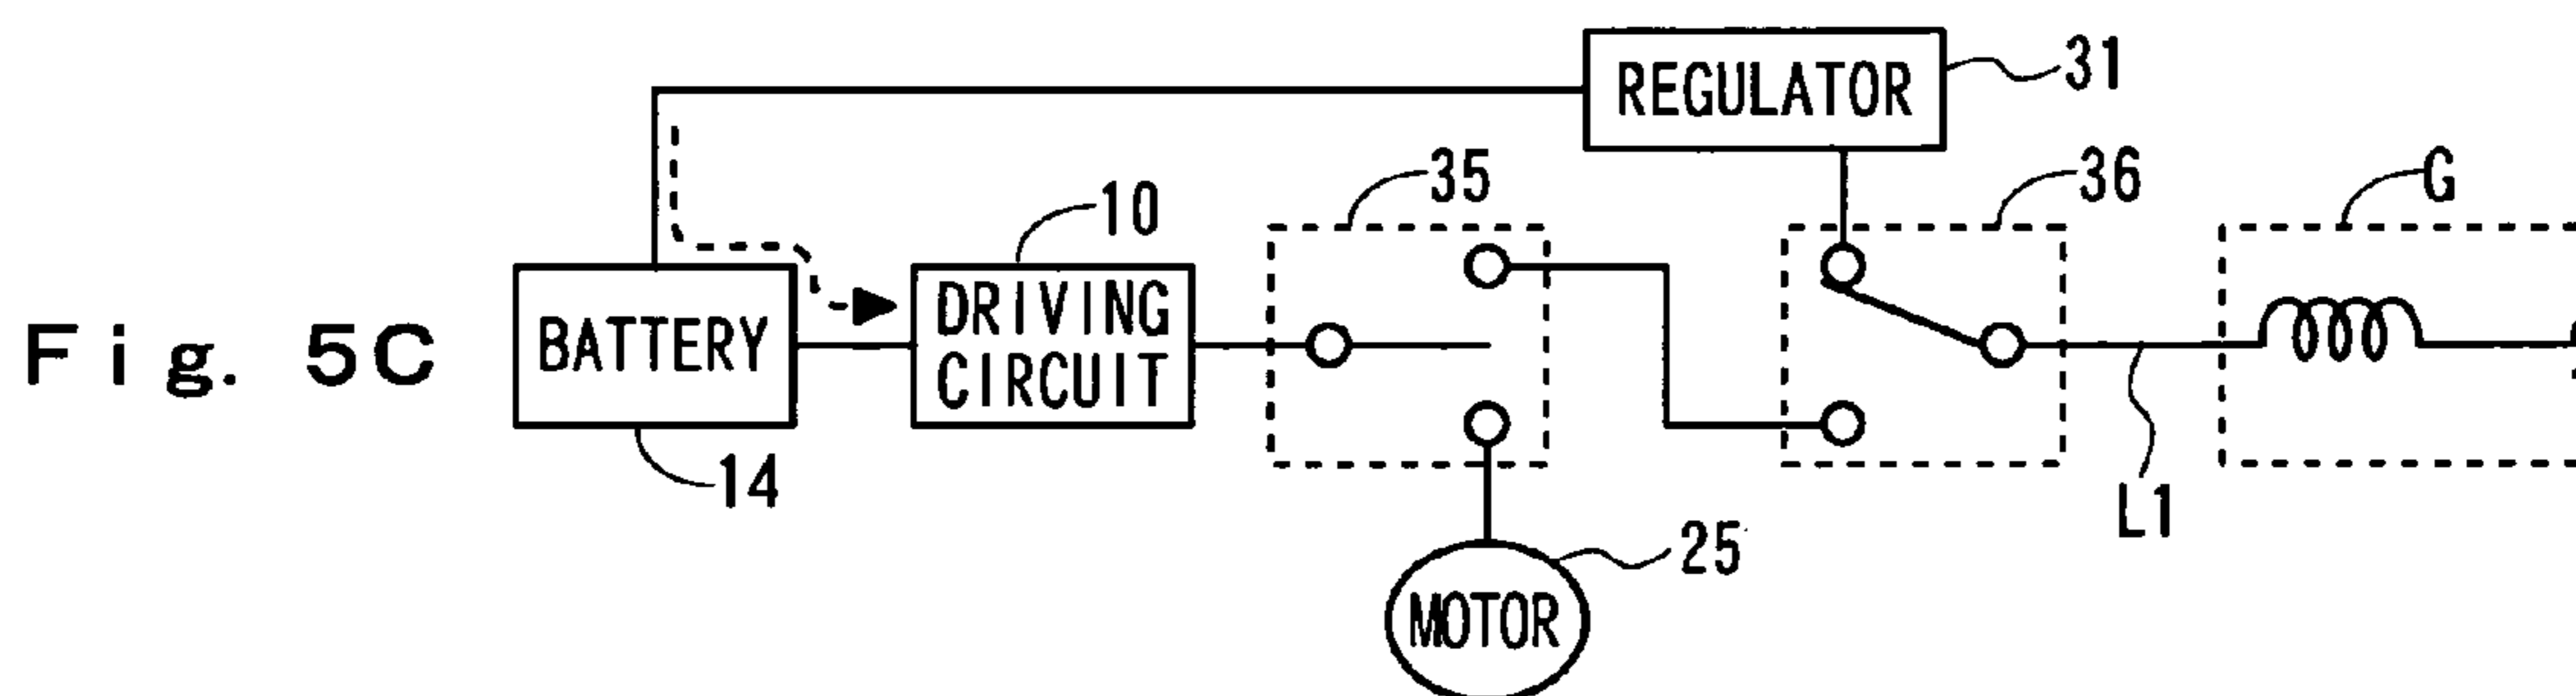 REGULATOR
31
35
36
G
10
Fig. 5C
BATTERY
DRIVING
CIRCUIT
14
L1
25
MOTOR